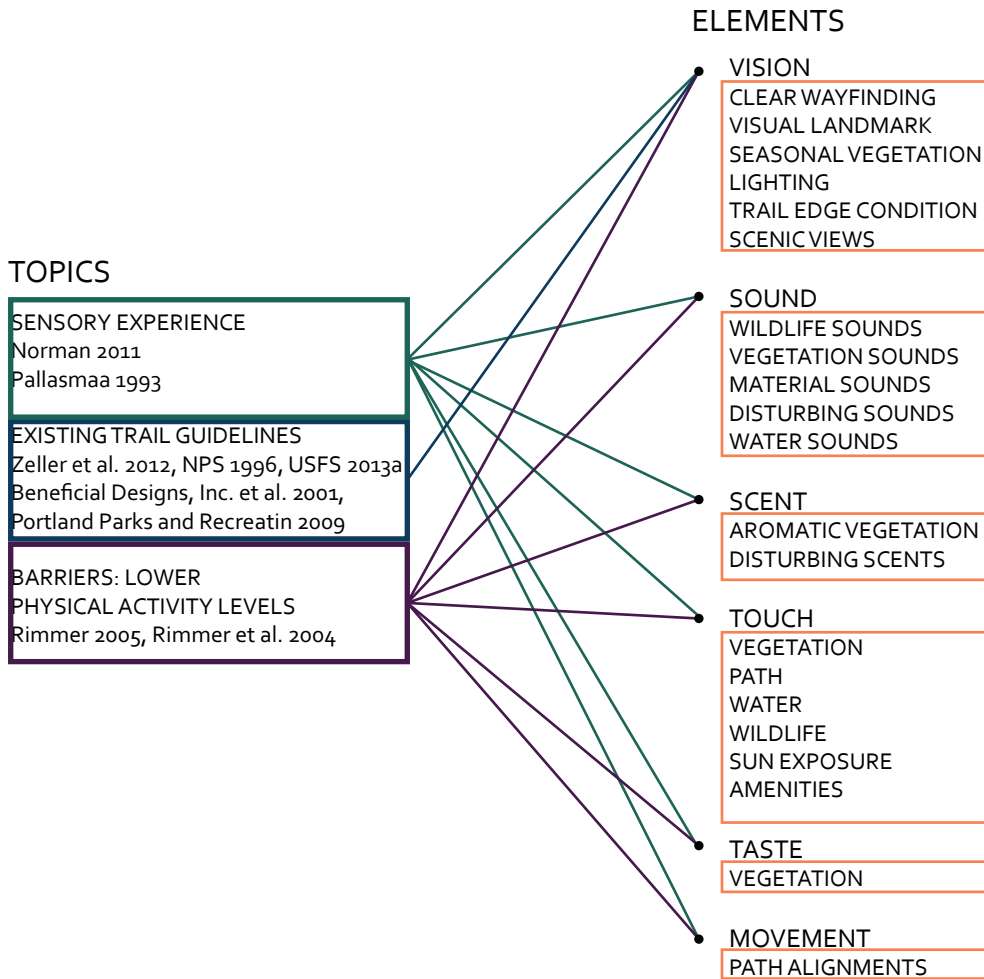 TOPICS
SENSORY EXPERIENCE
Norman 2011
Pallasmaa 1993
EXISTING TRAIL GUIDELINES
Zeller et al. 2012, NPS 1996, USFS 2013a
Beneficial Designs, Inc. et al. 2001,
Portland Parks and Recreatin 2009
BARRIERS: LOWER
PHYSICAL ACTIVITY LEVELS
Rimmer 2005, Rimmer et al. 2004
ELEMENTS
VISION
CLEAR WAYFINDING
VISUAL LANDMARK
SEASONAL VEGETATION
LIGHTING
TRAIL EDGE CONDITION
SCENIC VIEWS
SOUND
WILDLIFE SOUNDS
VEGETATION SOUNDS
MATERIAL SOUNDS
DISTURBING SOUNDS
WATER SOUNDS
SCENT
AROMATIC VEGETATION
DISTURBING SCENTS
TOUCH
VEGETATION
PATH
WATER
WILDLIFE
SUN EXPOSURE
AMENITIES
TASTE
VEGETATION
MOVEMENT
PATH ALIGNMENTS